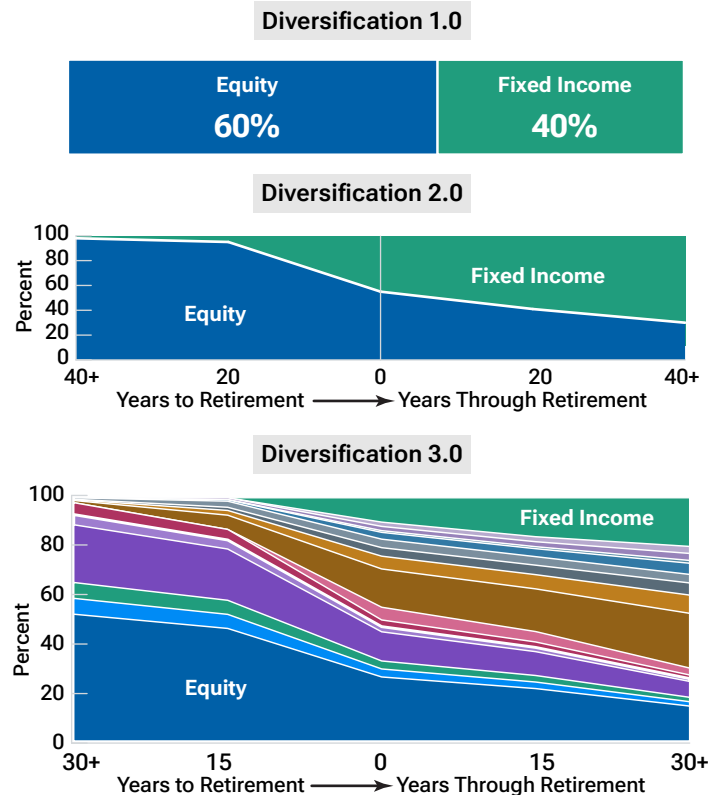 Diversification 1.0
Equity Fixed Income
60% 40%
Diversification 2.0
Percent
100
80
60
40
20
0
Fixed Income
Equity
40+ 20 0 20 40+
Years to Retirement Years Through Retirement
Diversification 3.0
Percent
100
80
60
40
20
0
Fixed Income
Equity
30+ 15 0 15 30+
Years to Retirement Years Through Retirement